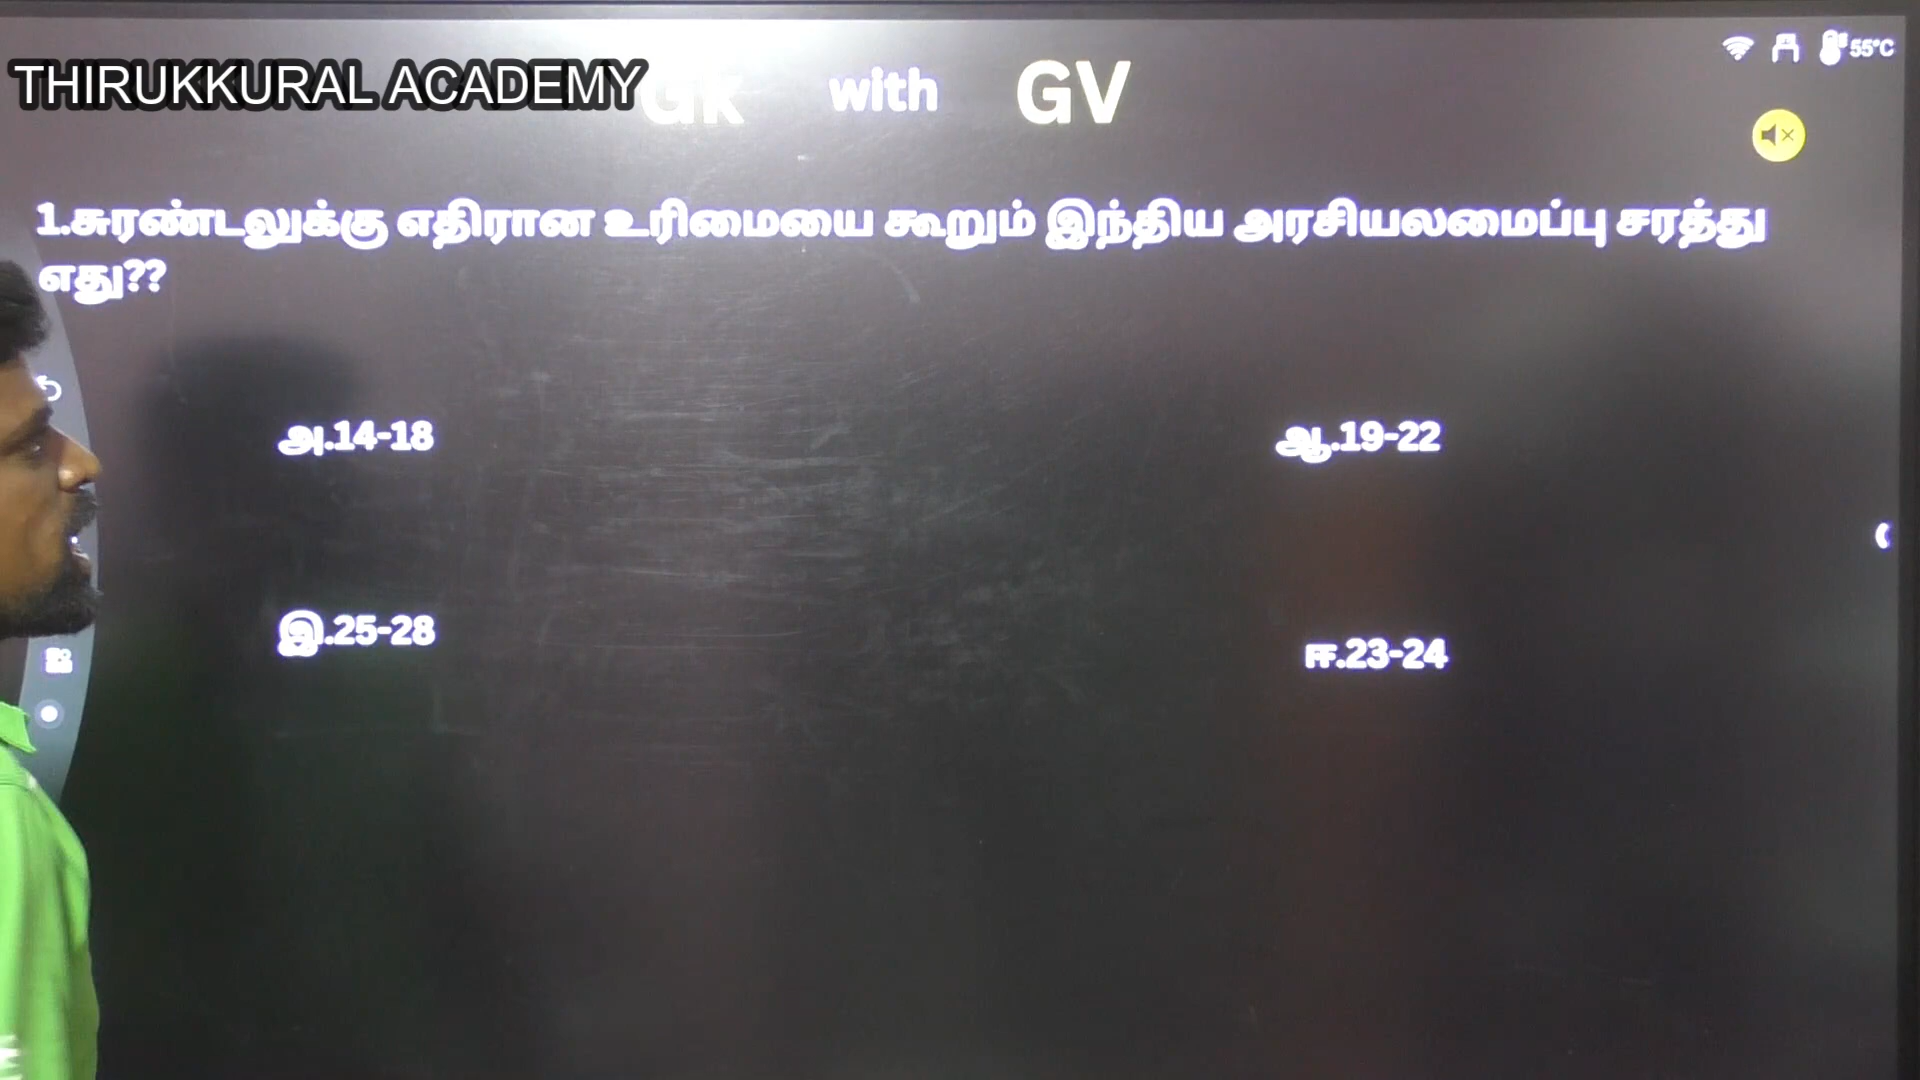 THIRUKKURAL ACADEMY
Gk with GV
55°C
1.சுரண்டலுக்கு எதிரான உரிமையை கூறும் இந்திய அரசியலமைப்பு சரத்து
எது??
அ.14-18
ஆ.19-22
இ.25-28
ஈ.23-24